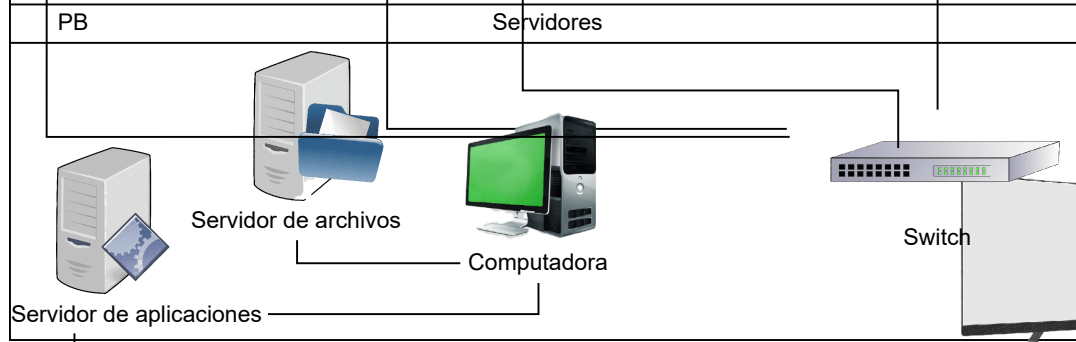 PB
Servidores
Servidor de archivos
Switch
Computadora
Servidor de aplicaciones